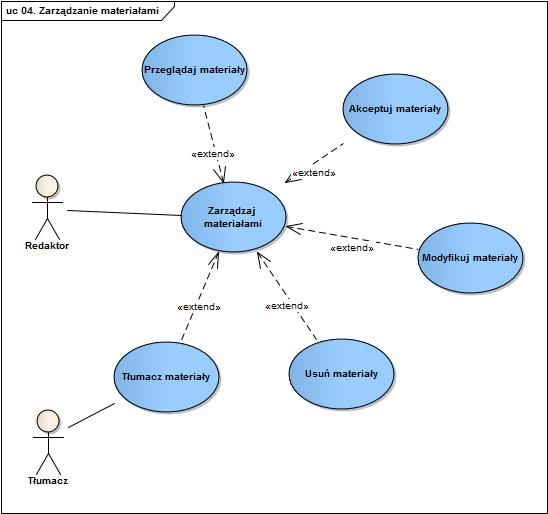 uc 04. Zarządzanie materiałami
Przeglądaj materiały
Akceptuj materiały
«extend»
«extend»
Zarządzaj
materiałami
Redaktor
«extend»
Modyfikuj materiały
«extend»
«extend»
Tłumacz materiały
Usuń materiały
Tłumacz